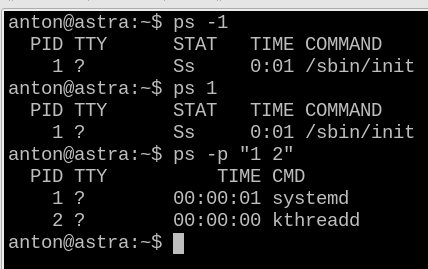 anton@astra:~$ ps -1
PID TTY STAT TIME COMMAND
1 ? Ss 0:01 /sbin/init
anton@astra:~$ ps 1
PID TTY STAT TIME COMMAND
1 ? Ss 0:01 /sbin/init
anton@astra:~$ ps -p "1 2"
PID TTY TIME CMD
1 ? 00:00:01 systemd
2 ? 00:00:00 kthreadd
anton@astra:~$